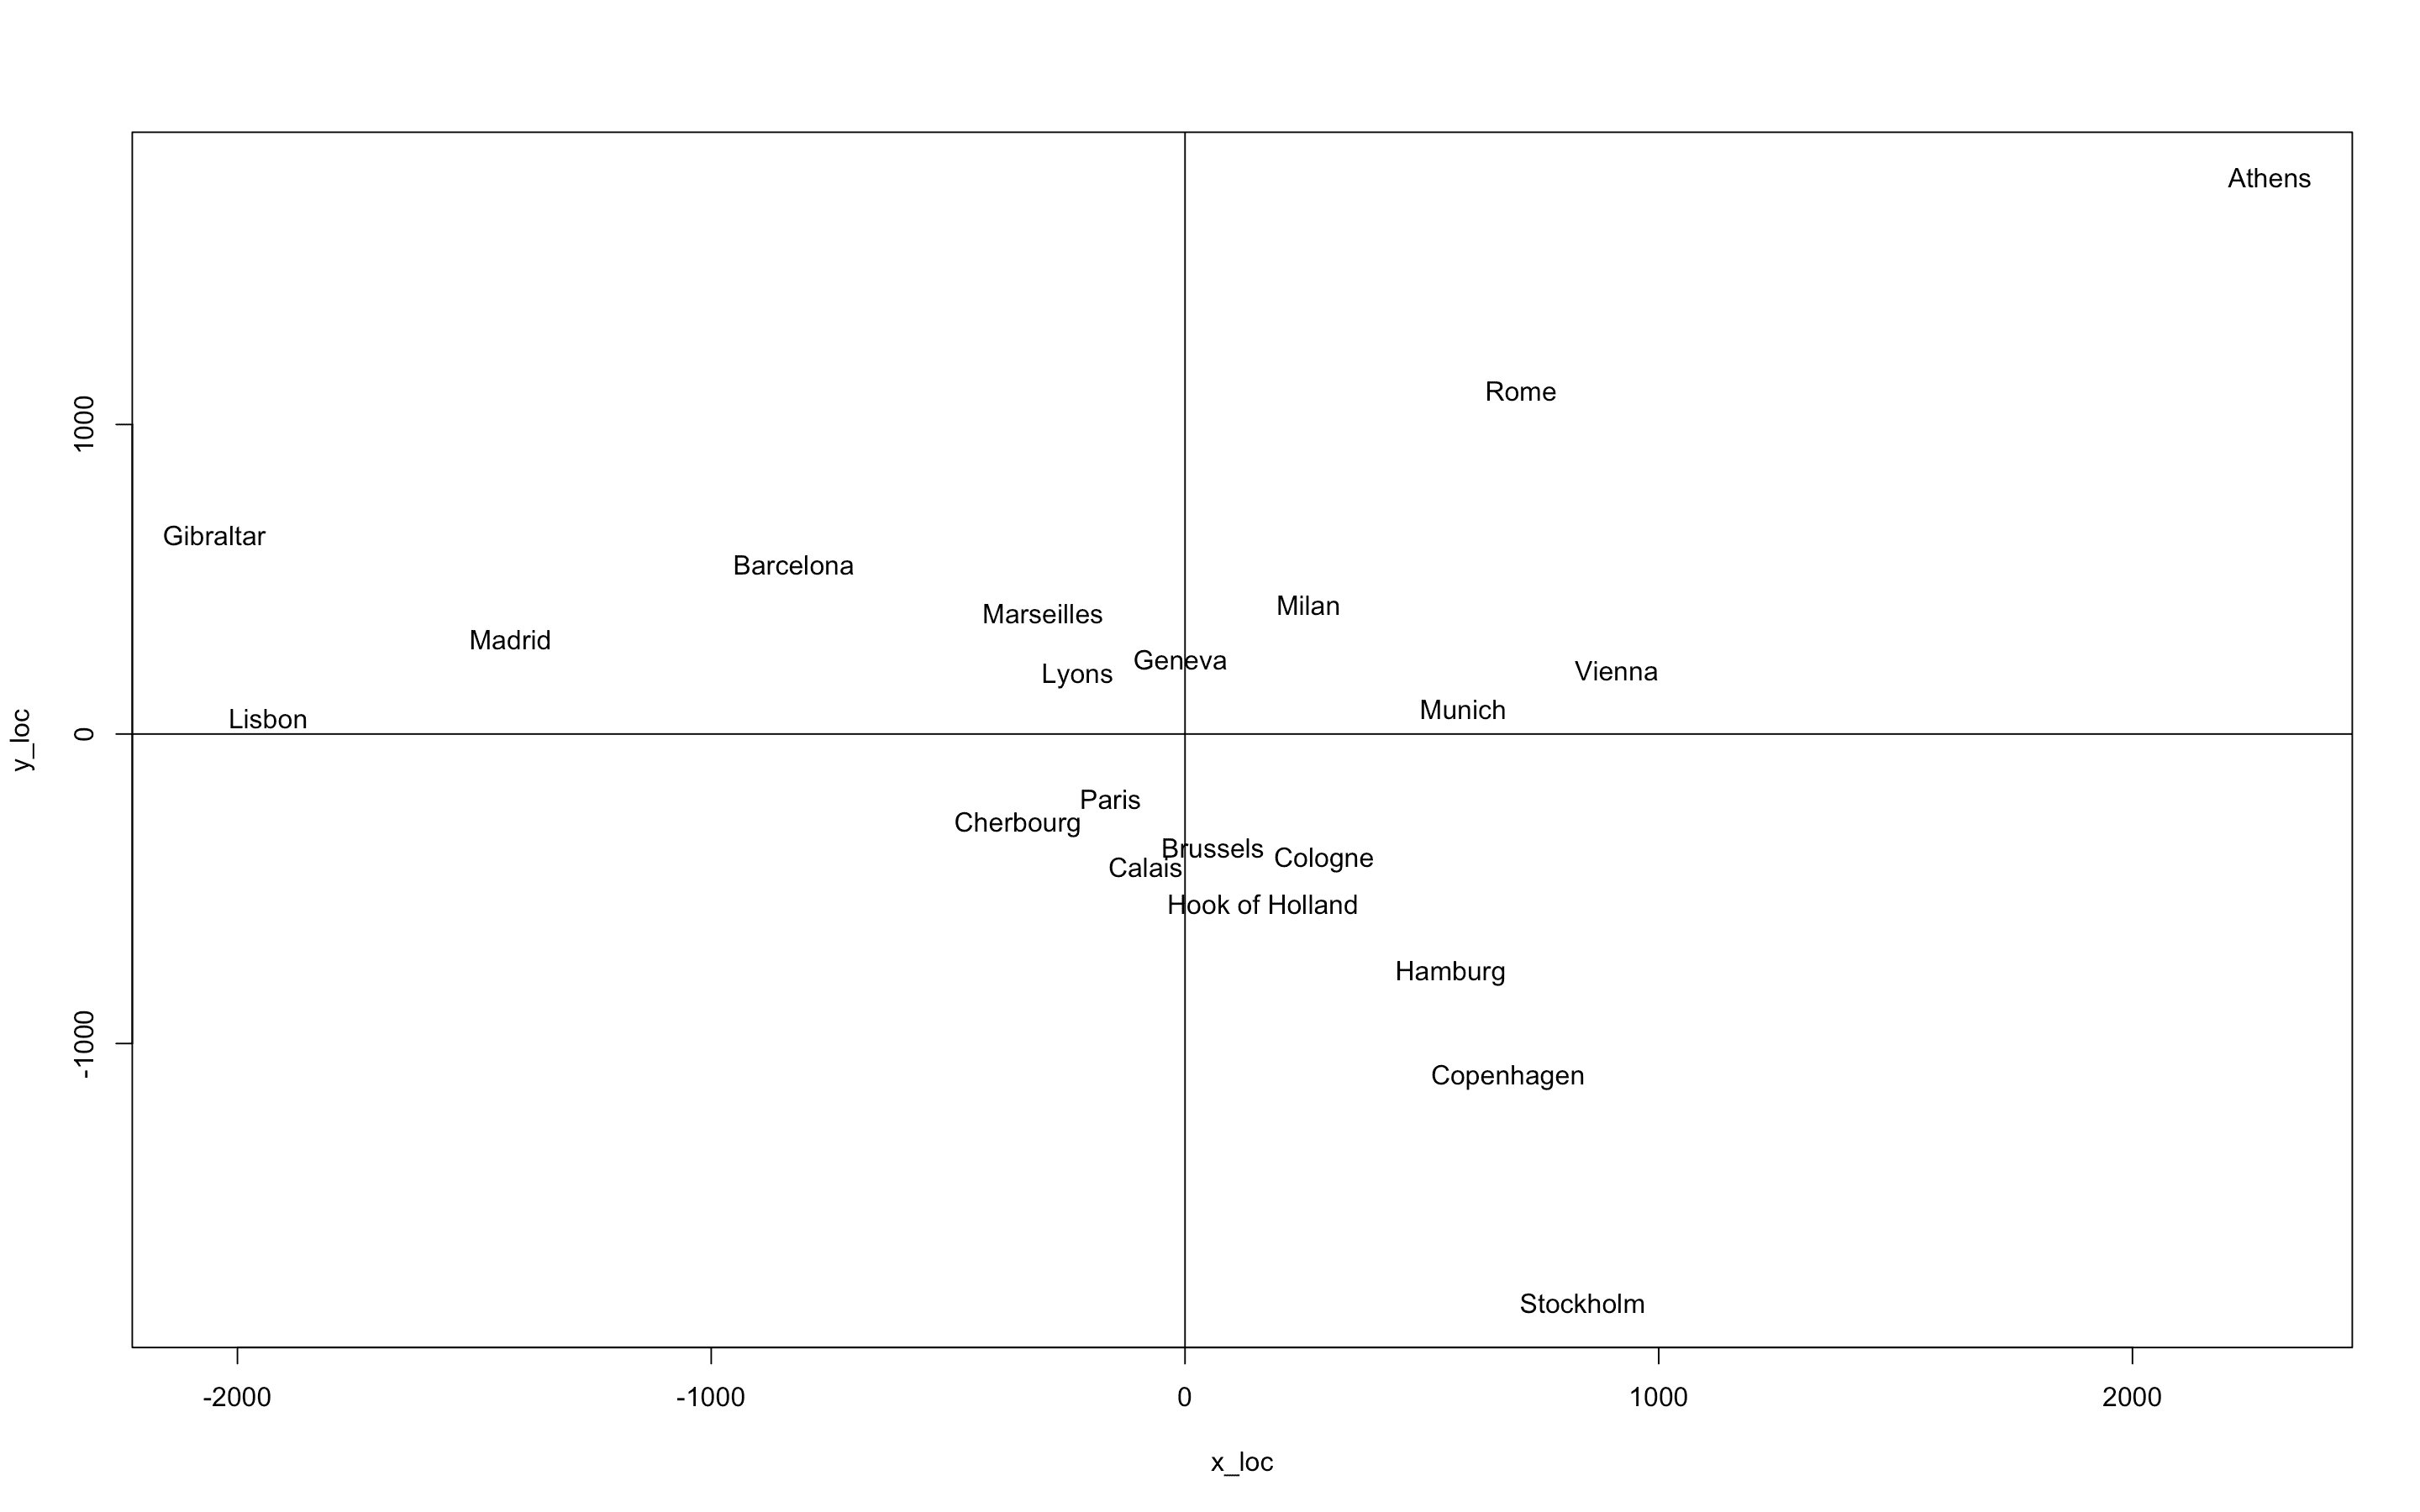 Athens
Rome
1000
Gibraltar
Barcelona
Milan
Marseilles
Madrid
Geneva
Vienna
Lyons
Munich
Lisbon
0
y_loc
Paris
Cherbourg
Brussels
Cologne
Calais
Hook of Holland
Hamburg
-1000
Copenhagen
Stockholm
-2000 -1000 0 1000 2000
x_loc